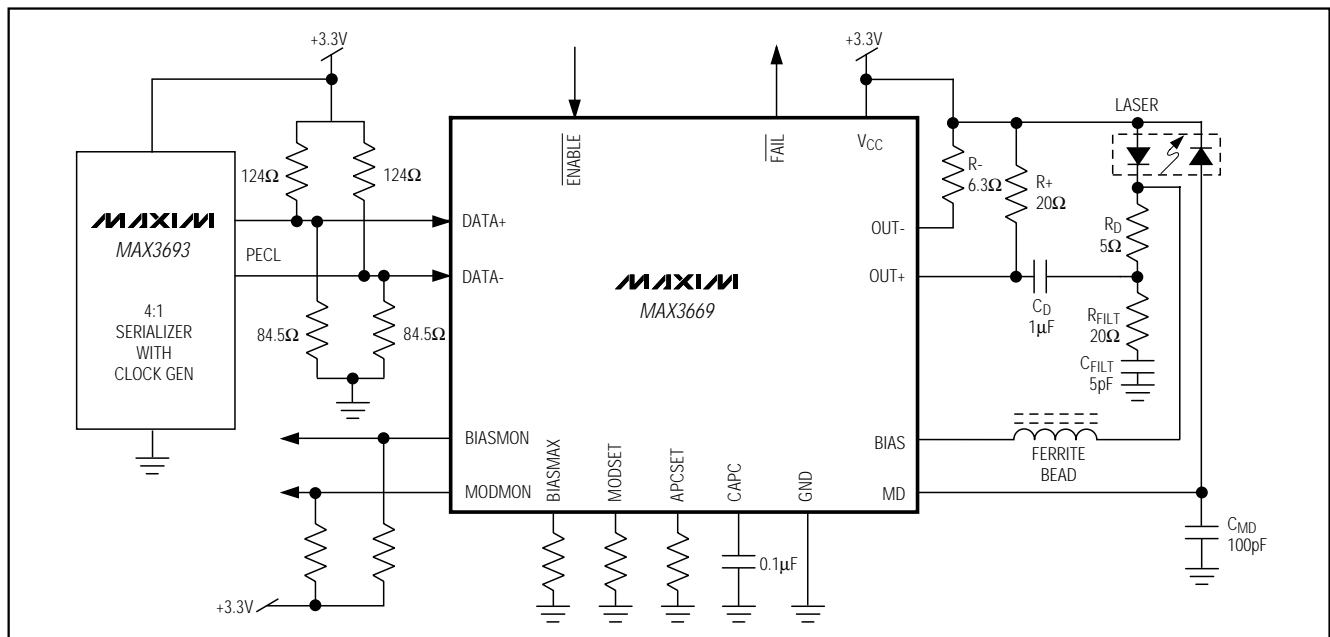 +3.3V
+3.3V
LASER
ENABLE
FAIL
VCC
124Ω
124Ω
R-
6.3Ω
R+
20Ω
MAXIM
MAX3693
4:1
SERIALIZER
WITH
CLOCK GEN
PECL
DATA+
DATA-
84.5Ω
84.5Ω
MAXIM
MAX3669
OUT-
OUT+
RD
5Ω
CD
1µF
RFILT
20Ω
CFILT
5pF
BIASMON
MODMON
BIASMAX
MODSET
APCSET
CAPC
GND
BIAS
MD
FERRITE
BEAD
0.1µF
CMD
100pF
+3.3V